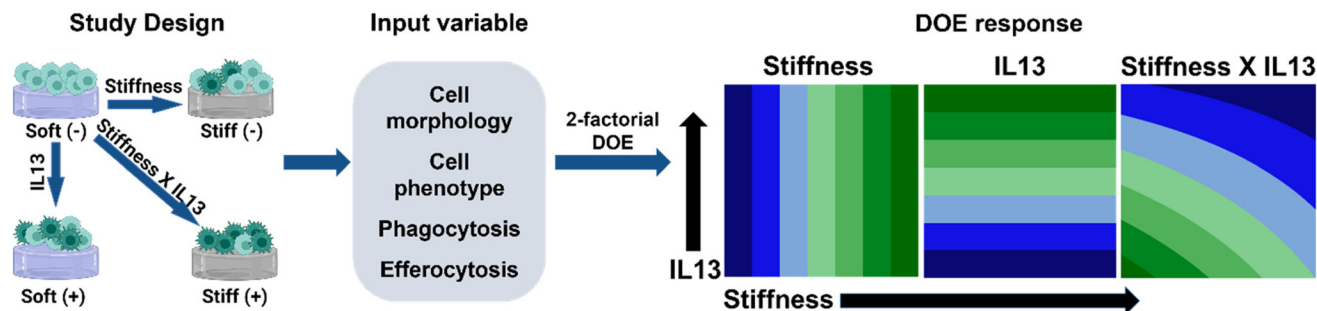 Study Design
Soft (-)
Stiffness
Stiff (-)
IL13
Stiffness X IL13
Soft (+)
Stiff (+)
Input variable
Cell
morphology
Cell
phenotype
Phagocytosis
Efferocytosis
2-factorial
DOE
DOE response
Stiffness
IL13
Stiffness X IL13
IL13
Stiffness